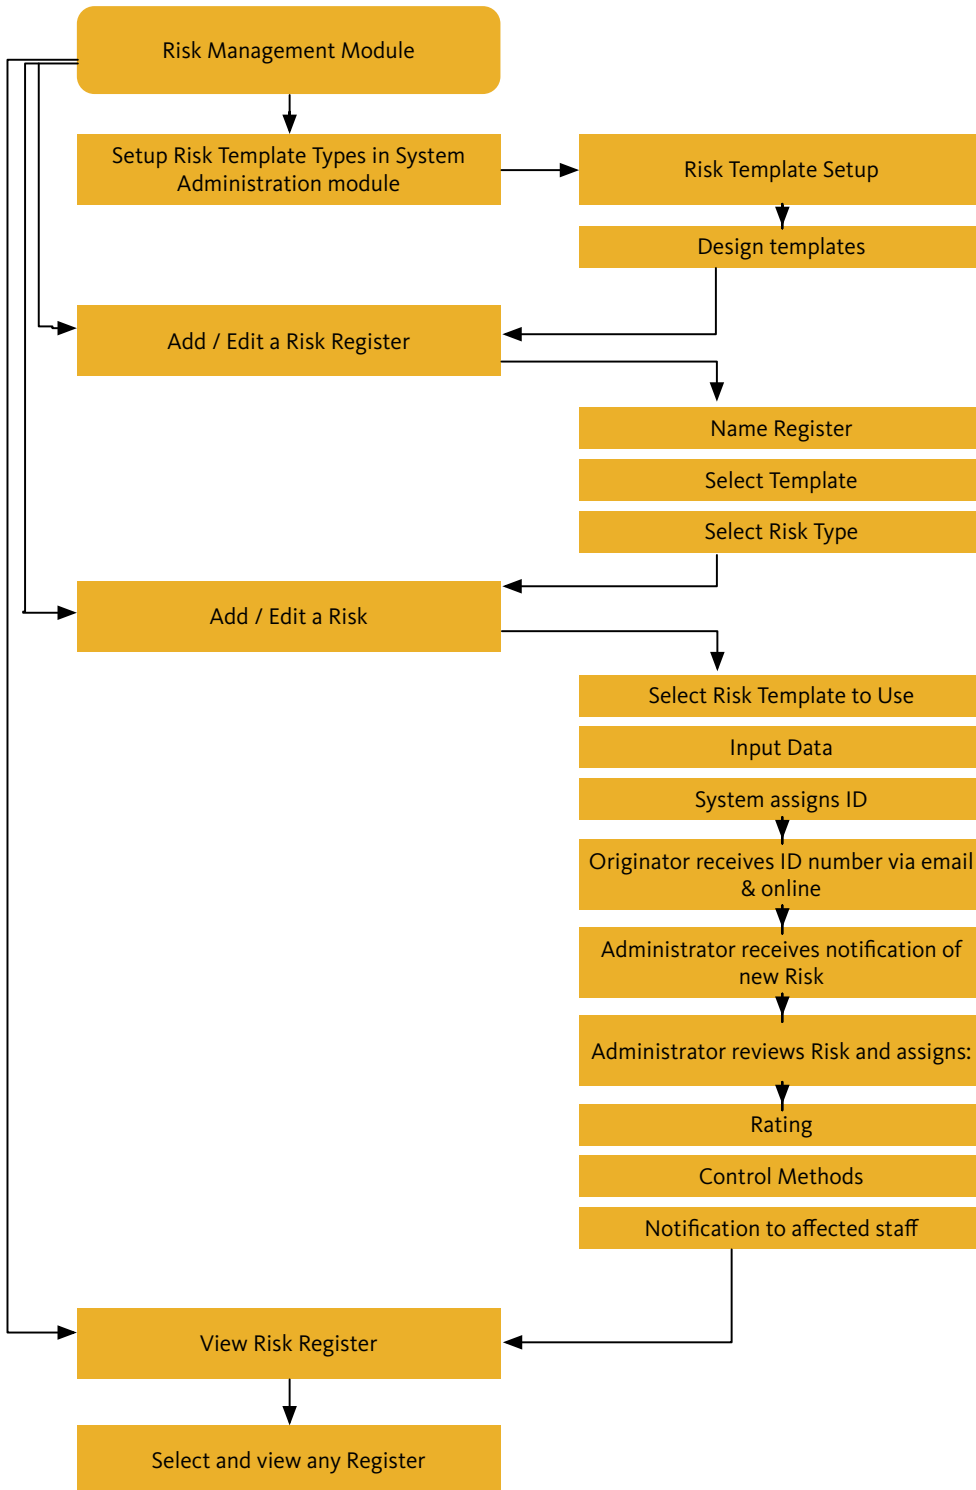 Risk Management Module
Setup Risk Template Types in System
Administration module
Risk Template Setup
Design templates
Add / Edit a Risk Register
Name Register
Select Template
Select Risk Type
Add / Edit a Risk
Select Risk Template to Use
Input Data
System assigns ID
Originator receives ID number via email
& online
Administrator receives notification of
new Risk
Administrator reviews Risk and assigns:
Rating
Control Methods
Notification to affected staff
View Risk Register
Select and view any Register